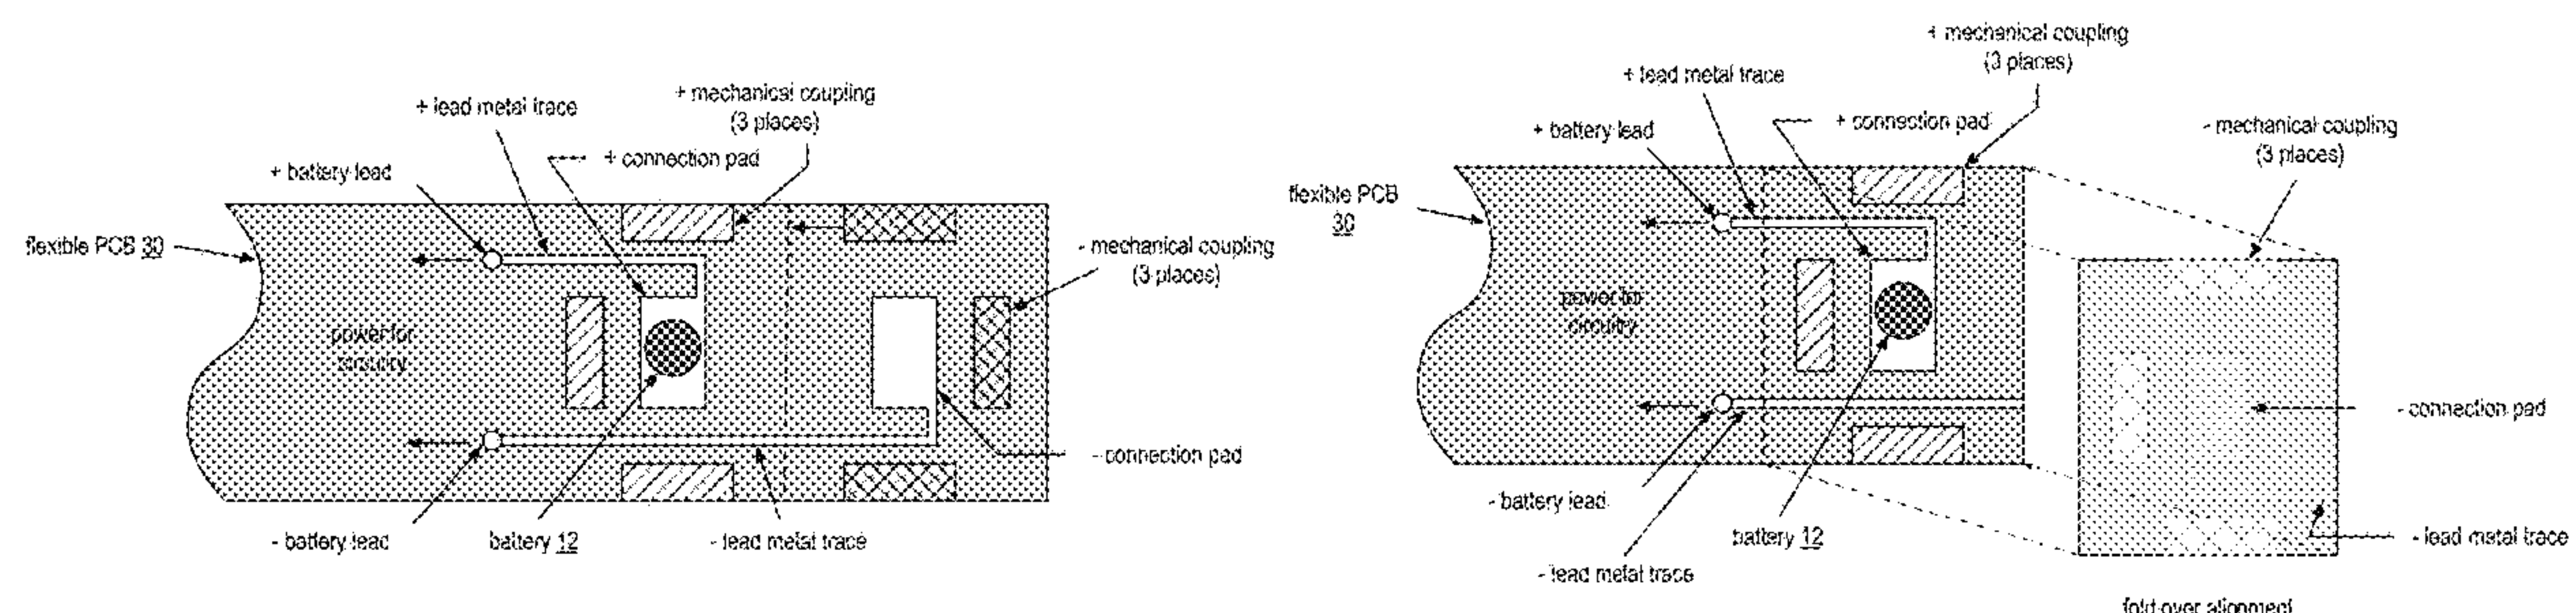 + mechanical coupling
(3 places)
+ lead metal trace
+ connection pad
+ battery lead
flexible PCB 30
power for
circuitry
- mechanical coupling
(3 places)
- connection pad
- battery lead
battery 12
- lead metal trace
+ mechanical coupling
(3 places)
+ lead metal trace
+ connection pad
+ battery lead
- mechanical coupling
(3 places)
flexible PCB
30
power for
circuitry
- connection pad
- battery lead
battery 12
- lead metal trace
- lead metal trace
fold-over alignment